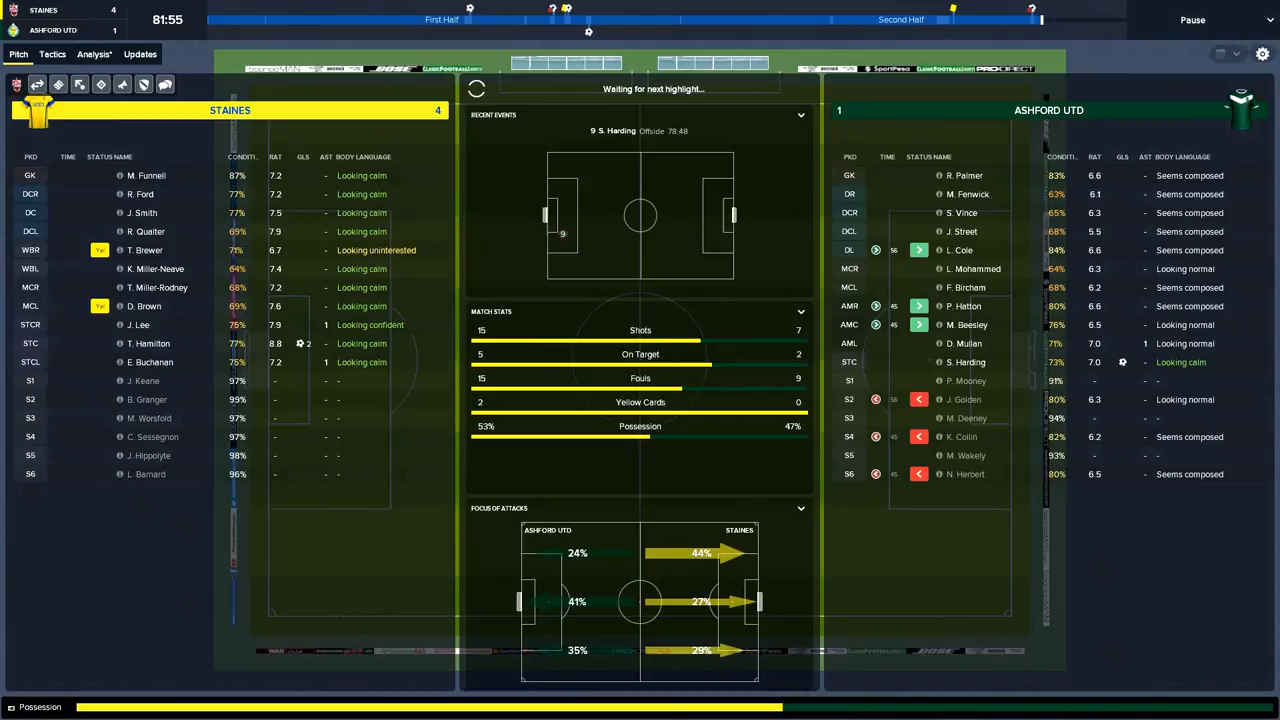 STAINES 4
ASHFORD UTD 1
81:55
First Half
Second Half
Pause
Pitch Tactics Analysis* Updates
BOSE
SportPesa
PRODIRECT
STAINES 4
Waiting for next highlight...
1 ASHFORD UTD
RECENT EVENTS
9 S. Harding Offside 78:48
9
PKD TIME STATUS NAME CONDITI... RAT GLS AST BODY LANGUAGE
GK M. Funnell 87% 7.2 - Looking calm
DCR R. Ford 77% 7.2 - Looking calm
DC J. Smith 77% 7.5 - Looking calm
DCL R. Qualter 69% 7.9 - Looking calm
WBR Yel T. Brewer 71% 6.7 - Looking uninterested
WBL K. Miller-Neave 64% 7.4 - Looking calm
MCR T. Miller-Rodney 68% 7.2 - Looking calm
MCL Yel D. Brown 69% 7.6 - Looking calm
STCR J. Lee 75% 7.9 1 Looking confident
STC T. Hamilton 77% 8.8 2 - Looking calm
STCL E. Buchanan 75% 7.2 1 Looking calm
S1 J. Keane 97% - - -
S2 B. Granger 99% - - -
S3 M. Worsfold 97% - - -
S4 C. Sessegnon 97% - - -
S5 J. Hippolyte 98% - - -
S6 L. Barnard 96% - - -
MATCH STATS
15 Shots 7
5 On Target 2
15 Fouls 9
2 Yellow Cards 0
53% Possession 47%
FOCUS OF ATTACKS
ASHFORD UTD STAINES
24% 44%
41% 27%
35% 29%
PKD TIME STATUS NAME CONDITI... RAT GLS AST BODY LANGUAGE
GK R. Palmer 83% 6.6 - Seems composed
DR M. Fenwick 63% 6.1 - Seems composed
DCR S. Vince 65% 6.3 - Seems composed
DCL J. Street 68% 5.5 - Seems composed
DL 56 L. Cole 84% 6.6 - Seems composed
MCR L. Mohammed 64% 6.3 - Looking normal
MCL F. Bircham 68% 6.2 - Seems composed
AMR 45 P. Hatton 80% 6.6 - Seems composed
AMC 45 M. Beesley 76% 6.5 - Looking normal
AML D. Mullan 71% 7.0 1 Looking normal
STC S. Harding 73% 7.0 - Looking calm
S1 P. Mooney 91% - - -
S2 56 J. Golden 80% 6.3 - Looking normal
S3 M. Deeney 94% - - -
S4 45 K. Collin 82% 6.2 - Seems composed
S5 M. Wakely 93% - - -
S6 45 N. Herbert 80% 6.5 - Seems composed
Possession